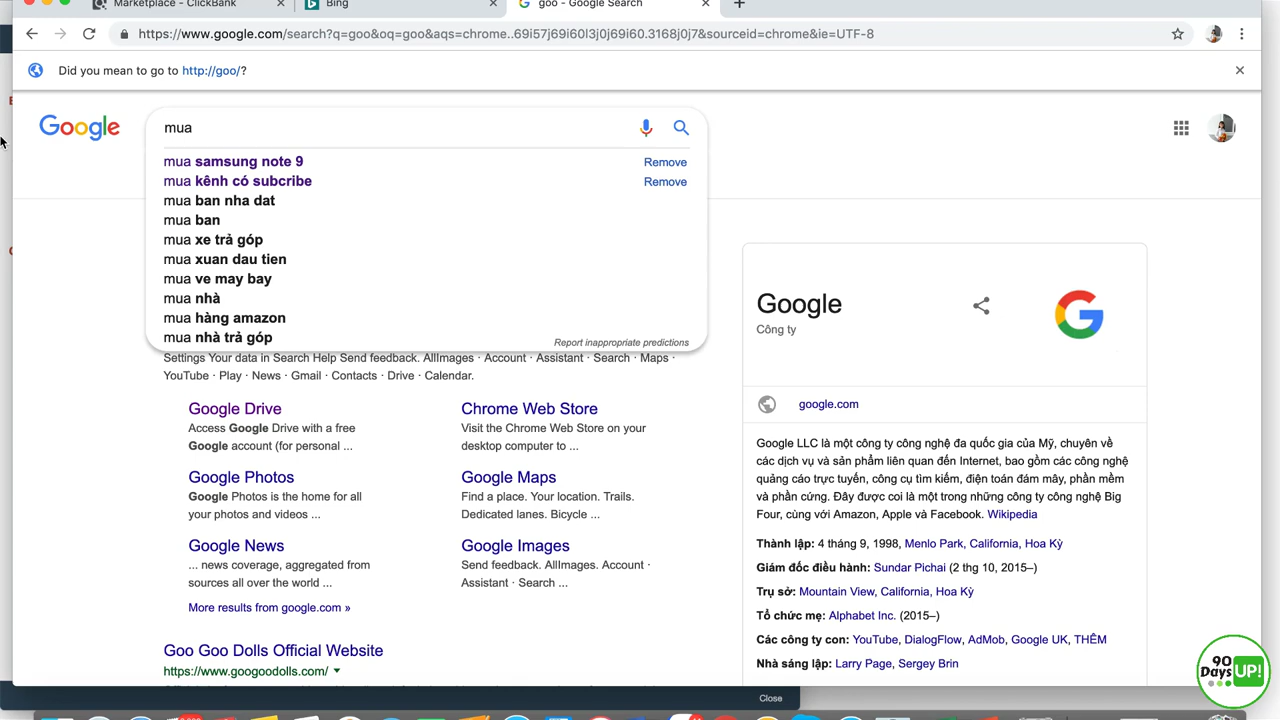 Marketplace - ClickBank
Bing
goo - Google Search
https://www.google.com/search?q=goo&oq=goo&aqs=chrome..69i57j69i60l3j0j69i60.3168j0j7&sourceid=chrome&ie=UTF-8
Did you mean to go to http://goo/?
Google
mua
mua samsung note 9 Remove
mua kênh có subcribe Remove
mua ban nha dat
mua ban
mua xe trả góp
mua xuan dau tien
mua ve may bay
mua nhà
mua hàng amazon
mua nhà trả góp
Report inappropriate predictions
Settings Your data in Search Help Send feedback. AllImages · Account · Assistant · Search · Maps ·
YouTube · Play · News · Gmail · Contacts · Drive · Calendar.
Google Drive
Access Google Drive with a free
Google account (for personal ...
Chrome Web Store
Visit the Chrome Web Store on your
desktop computer to ...
Google Photos
Google Photos is the home for all
your photos and videos ...
Google Maps
Find a place. Your location. Trails.
Dedicated lanes. Bicycle ...
Google News
... news coverage, aggregated from
sources all over the world ...
Google Images
Send feedback. AllImages. Account ·
Assistant · Search ...
More results from google.com »
Goo Goo Dolls Official Website
https://www.googoodolls.com/
Google
Công ty
google.com
Google LLC là một công ty công nghệ đa quốc gia của Mỹ, chuyên về
các dịch vụ và sản phẩm liên quan đến Internet, bao gồm các công nghệ
quảng cáo trực tuyến, công cụ tìm kiếm, điện toán đám mây, phần mềm
và phần cứng. Đây được coi là một trong những công ty công nghệ Big
Four, cùng với Amazon, Apple và Facebook. Wikipedia
Thành lập: 4 tháng 9, 1998, Menlo Park, California, Hoa Kỳ
Giám đốc điều hành: Sundar Pichai (2 thg 10, 2015–)
Trụ sở: Mountain View, California, Hoa Kỳ
Tổ chức mẹ: Alphabet Inc. (2015–)
Các công ty con: YouTube, DialogFlow, AdMob, Google UK, THÊM
Nhà sáng lập: Larry Page, Sergey Brin
90
Days UP!
Close